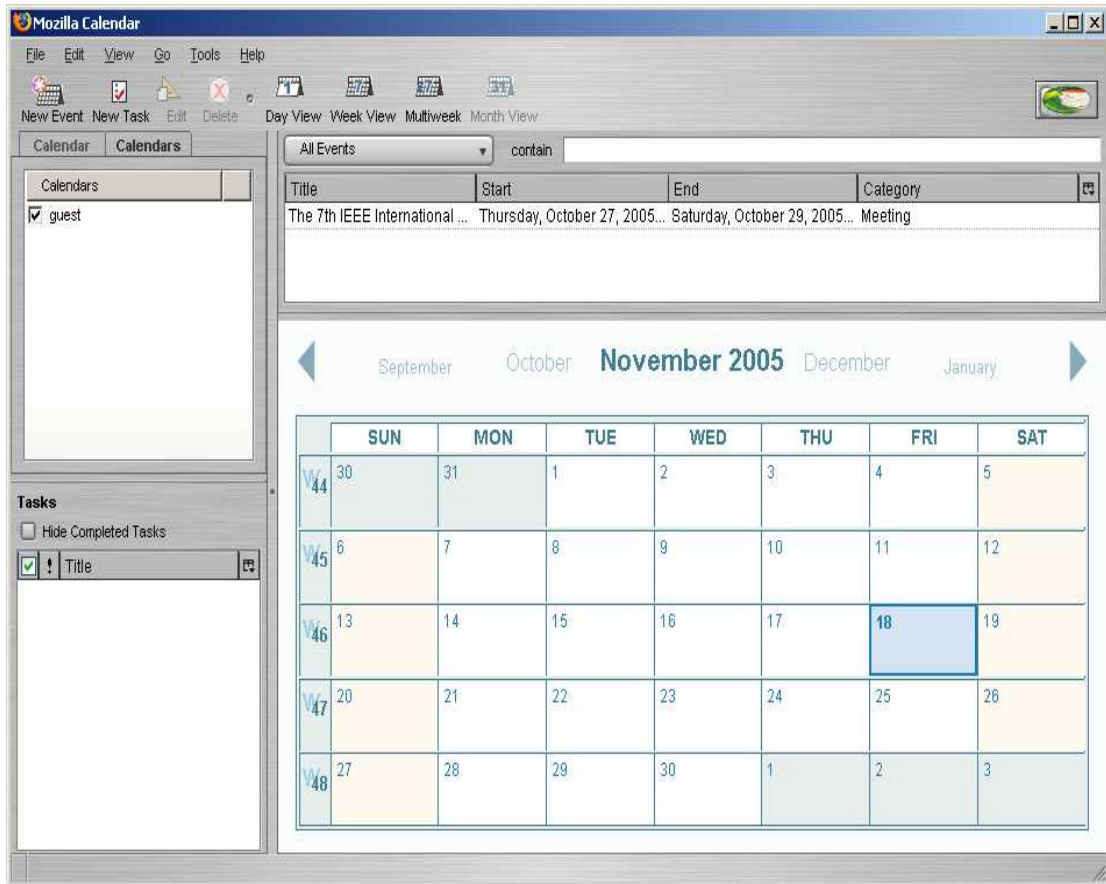 Mozilla Calendar
File Edit View Go Tools Help
New Event New Task Edit Delete Day View Week View Multiweek Month View
Calendar Calendars
Calendars
guest
All Events contain
Title Start End Category
The 7th IEEE International ... Thursday, October 27, 2005... Saturday, October 29, 2005... Meeting
September October November 2005 December January
SUN MON TUE WED THU FRI SAT
W44 30 31 1 2 3 4 5
W45 6 7 8 9 10 11 12
W46 13 14 15 16 17 18 19
W47 20 21 22 23 24 25 26
W48 27 28 29 30 1 2 3
Tasks
Hide Completed Tasks
! Title